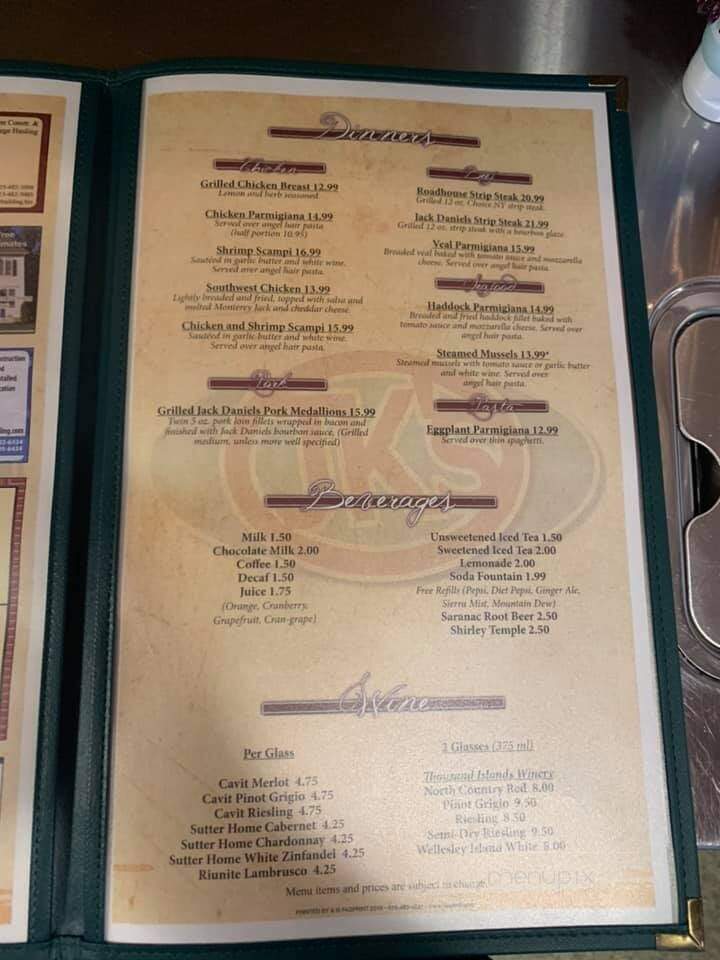 Dinners
Chicken
Grilled Chicken Breast 12.99
Lemon and herb seasoned.
Chicken Parmigiana 14.99
Served over angel hair pasta
(half portion 10.95)
Shrimp Scampi 16.99
Sautéed in garlic butter and white wine.
Served over angel hair pasta.
Southwest Chicken 13.99
Lightly breaded and fried, topped with salsa and
melted Monterey Jack and cheddar cheese.
Chicken and Shrimp Scampi 15.99
Sautéed in garlic butter and white wine.
Served over angel hair pasta.
Pork
Grilled Jack Daniels Pork Medallions 15.99
Twin 5 oz. pork loin fillets wrapped in bacon and
finished with Jack Daniels bourbon sauce. (Grilled
medium, unless more well specified)
Roadhouse Strip Steak 20.99
Grilled 12 oz. Choice NY strip steak.
Jack Daniels Strip Steak 21.99
Grilled 12 oz. strip steak with a bourbon glaze.
Veal Parmigiana 15.99
Breaded veal baked with tomato sauce and mozzarella
cheese. Served over angel hair pasta.
Seafood
Haddock Parmigiana 14.99
Breaded and fried haddock fillet baked with
tomato sauce and mozzarella cheese. Served over
angel hair pasta.
Steamed Mussels 13.99*
Steamed mussels with tomato sauce or garlic butter
and white wine. Served over
angel hair pasta.
Pasta
Eggplant Parmigiana 12.99
Served over thin spaghetti.
JKS
Beverages
Milk 1.50
Chocolate Milk 2.00
Coffee 1.50
Decaf 1.50
Juice 1.75
(Orange, Cranberry,
Grapefruit, Cran-grape)
Unsweetened Iced Tea 1.50
Sweetened Iced Tea 2.00
Lemonade 2.00
Soda Fountain 1.99
Free Refills (Pepsi, Diet Pepsi, Ginger Ale,
Sierra Mist, Mountain Dew)
Saranac Root Beer 2.50
Shirley Temple 2.50
Wine
Per Glass
Cavit Merlot 4.75
Cavit Pinot Grigio 4.75
Cavit Riesling 4.75
Sutter Home Cabernet 4.25
Sutter Home Chardonnay 4.25
Sutter Home White Zinfandel 4.25
Riunite Lambrusco 4.25
2 Glasses (375 ml)
Thousand Islands Winery
North Country Red 8.00
Pinot Grigio 9.50
Riesling 8.50
Semi-Dry Riesling 9.50
Wellesley Island White 8.00
Menu items and prices are subject to change.
menupix